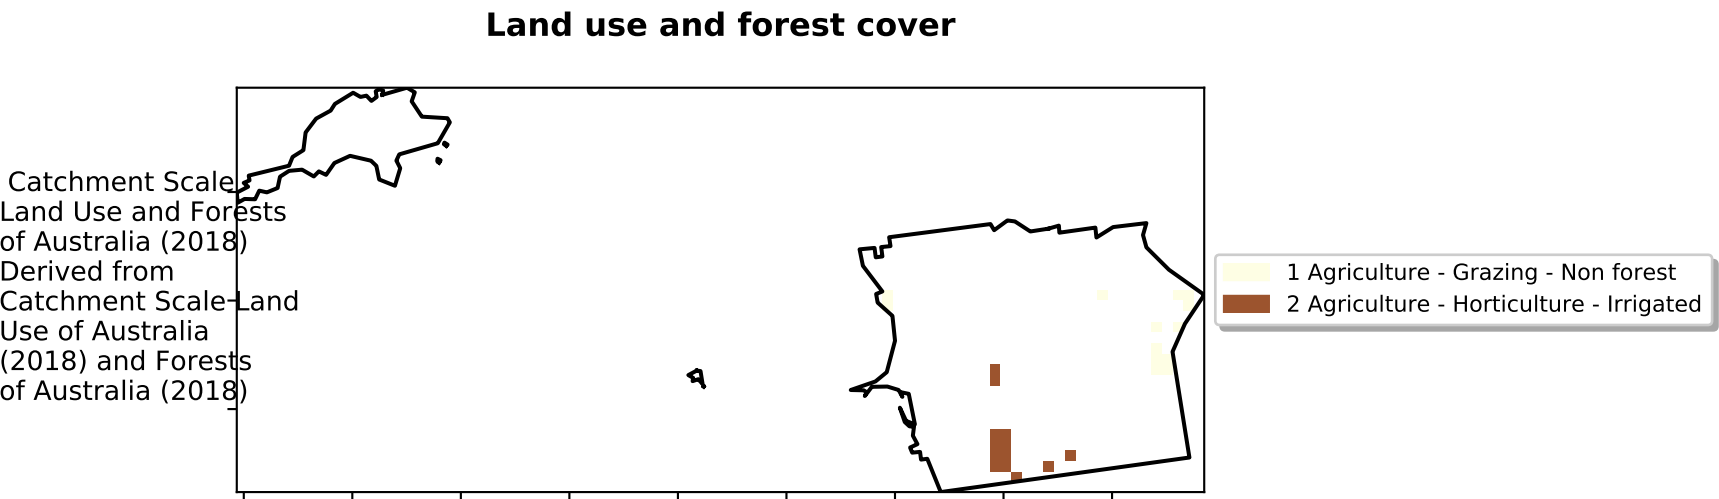 Land use and forest cover
Catchment Scale
Land Use and Forests
of Australia (2018)
Derived from
Catchment Scale Land
Use of Australia
(2018) and Forests
of Australia (2018)
1 Agriculture - Grazing - Non forest
2 Agriculture - Horticulture - Irrigated